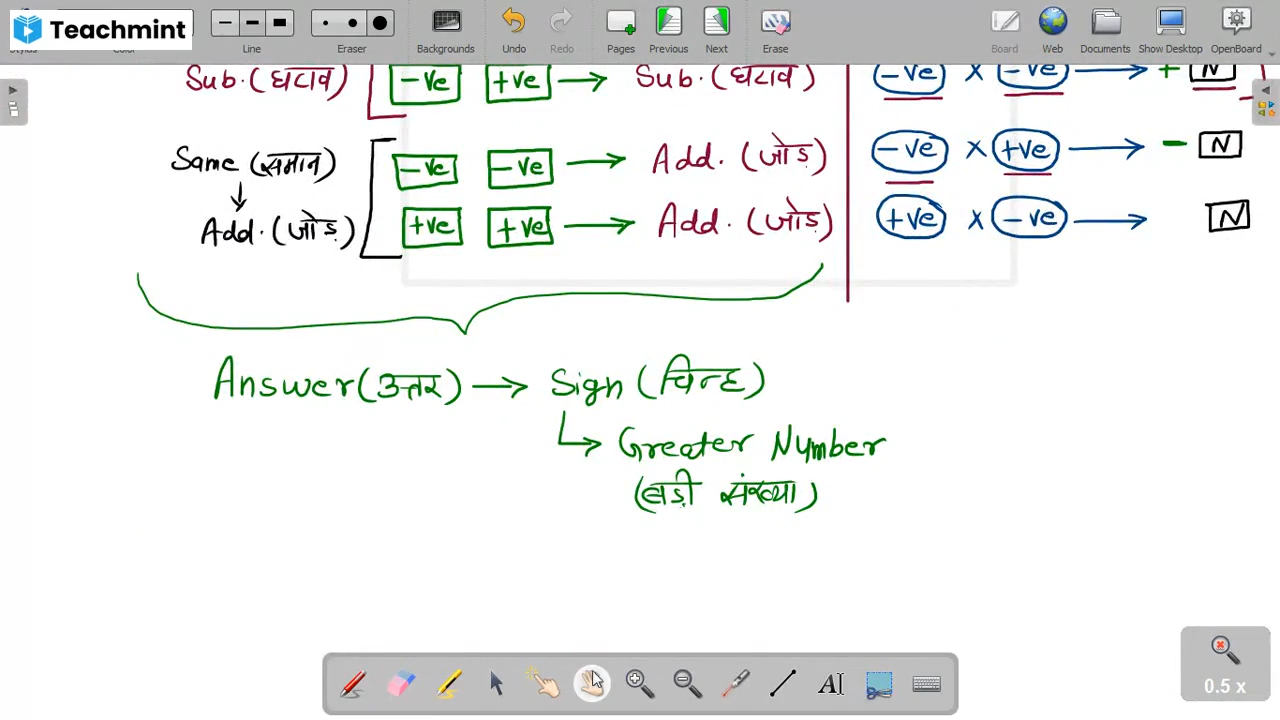 Teachmint
Line
Eraser
Backgrounds
Undo
Redo
Pages
Previous
Next
Erase
Board
Web
Documents
Show Desktop
OpenBoard
Sub. (घटाव) -ve +ve → Sub. (घटाव)
Same (समान) -ve -ve → Add. (जोड़)
Add. (जोड़) +ve +ve → Add. (जोड़)
-ve × -ve → + N
-ve × +ve → - N
+ve × -ve → N
Answer (उत्तर) → Sign (चिन्ह)
Greater Number
(बड़ी संख्या)
0.5 x